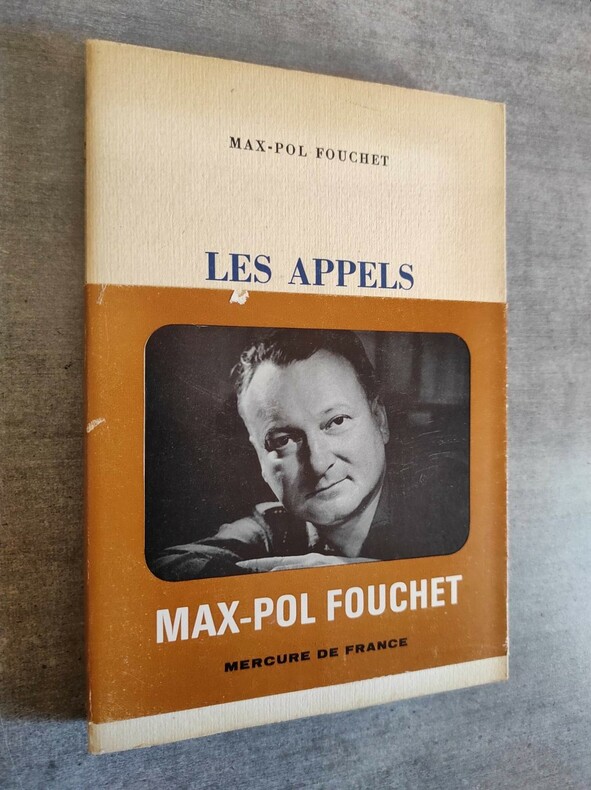 MAX-POL FOUCHET
LES APPELS
MAX-POL FOUCHET
MERCURE DE FRANCE